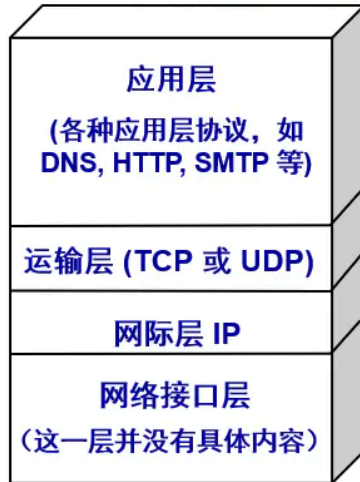 应用层
(各种应用层协议，如
DNS, HTTP, SMTP 等)
运输层 (TCP 或 UDP)
网际层 IP
网络接口层
（这一层并没有具体内容）